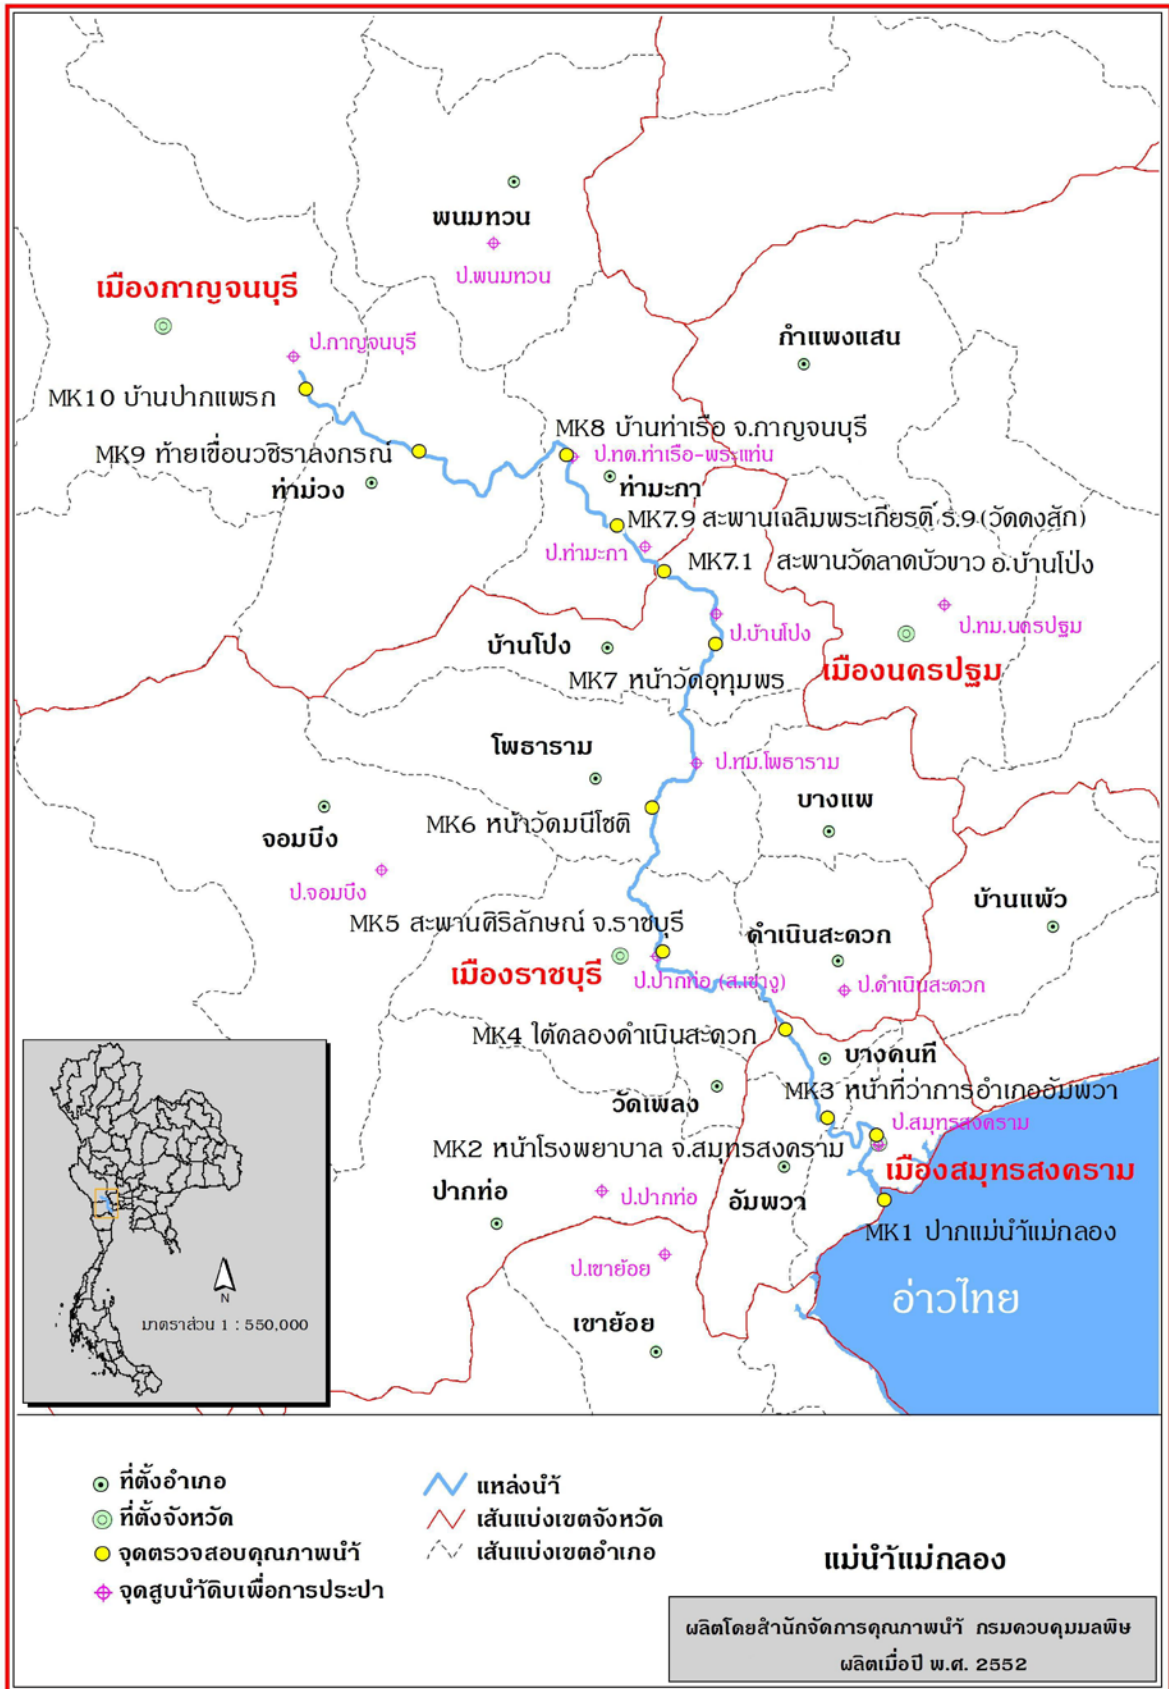 พนมทวน
ป.พนมทวน
เมืองกาญจนบุรี
กำแพงแสน
ป.กาญจนบุรี
MK10 บ้านปากแพรก
MK8 บ้านท่าเรือ จ.กาญจนบุรี
MK9 ท้ายเขื่อนวชิราลงกรณ์
ป.ทต.ท่าเรือ-พระแท่น
ท่าม่วง
ท่ามะกา
MK7.9 สะพานเฉลิมพระเกียรติ ร.9 (วัดดงสัก)
ป.ท่ามะกา
MK7.1 สะพานวัดลาดบัวขาว อ.บ้านโป่ง
ป.บ้านโป่ง
ป.ทม.นครปฐม
บ้านโป่ง
เมืองนครปฐม
MK7 หน้าวัดอุทุมพร
โพธาราม
ป.ทม.โพธาราม
บางแพ
MK6 หน้าวัดมนีโชติ
จอมบึง
ป.จอมบึง
บ้านแพ้ว
MK5 สะพานศิริลักษณ์ จ.ราชบุรี
ดำเนินสะดวก
เมืองราชบุรี
ป.ปากท่อ (ส.เขางู)
ป.ดำเนินสะดวก
MK4 ใต้คลองดำเนินสะดวก
บางคนที
MK3 หน้าที่ว่าการอำเภออัมพวา
วัดเพลง
ป.สมุทรสงคราม
MK2 หน้าโรงพยาบาล จ.สมุทรสงคราม
เมืองสมุทรสงคราม
ปากท่อ
ป.ปากท่อ
อัมพวา
MK1 ปากแม่น้ำแม่กลอง
ป.เขาย้อย
อ่าวไทย
เขาย้อย
N
มาตราส่วน 1 : 550,000
ที่ตั้งอำเภอ
ที่ตั้งจังหวัด
จุดตรวจสอบคุณภาพน้ำ
จุดสูบน้ำดิบเพื่อการประปา
แหล่งน้ำ
เส้นแบ่งเขตจังหวัด
เส้นแบ่งเขตอำเภอ
แม่น้ำแม่กลอง
ผลิตโดยสำนักจัดการคุณภาพน้ำ กรมควบคุมมลพิษ
ผลิตเมื่อปี พ.ศ. 2552